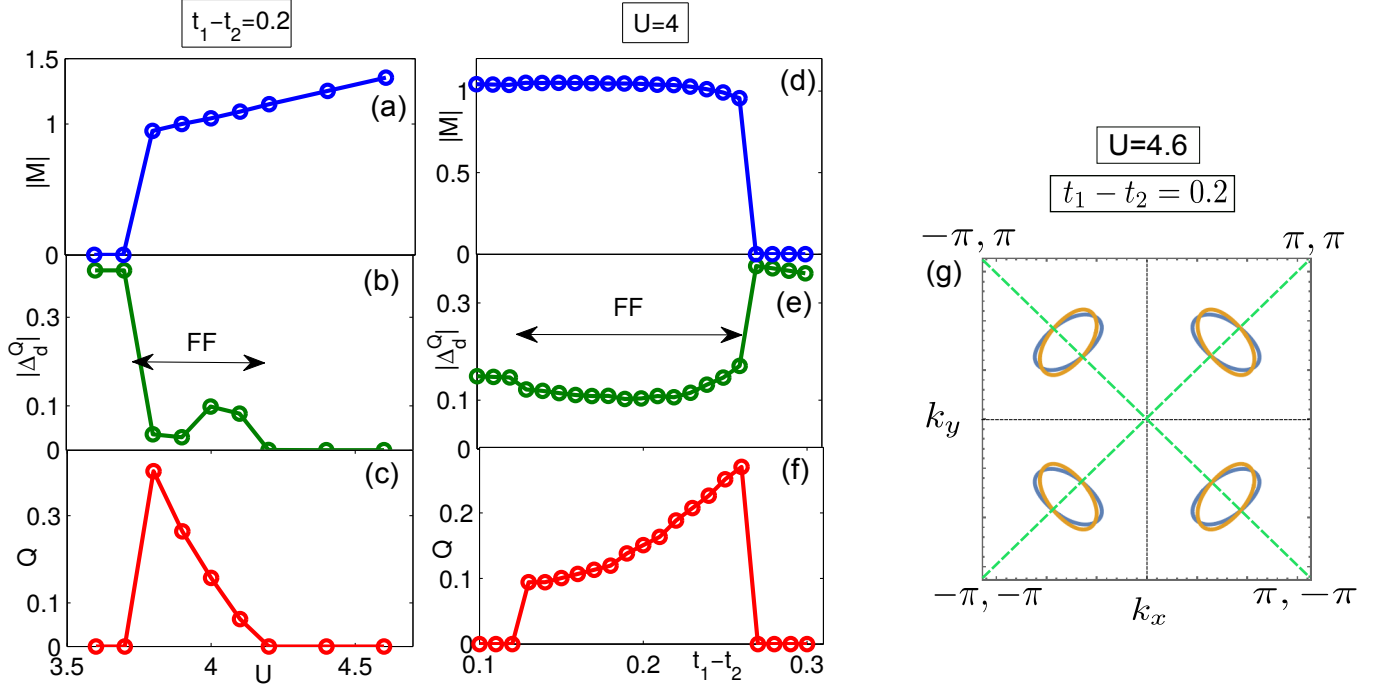 t₁−t₂=0.2
1.5
1
0
|M|
(a)
0.3
0.1
0
|Δ_d^Q|
FF
(b)
0.3
0.1
0
Q
(c)
3.5
4
4.5
U
U=4
1
0.5
0
|M|
(d)
0.3
0.1
0
|Δ_d^Q|
FF
(e)
0.2
0.1
0
Q
(f)
0.1
0.2
0.3
t₁−t₂
U=4.6
t₁ − t₂ = 0.2
−π, π
π, π
(g)
k_y
−π, −π
k_x
π, −π